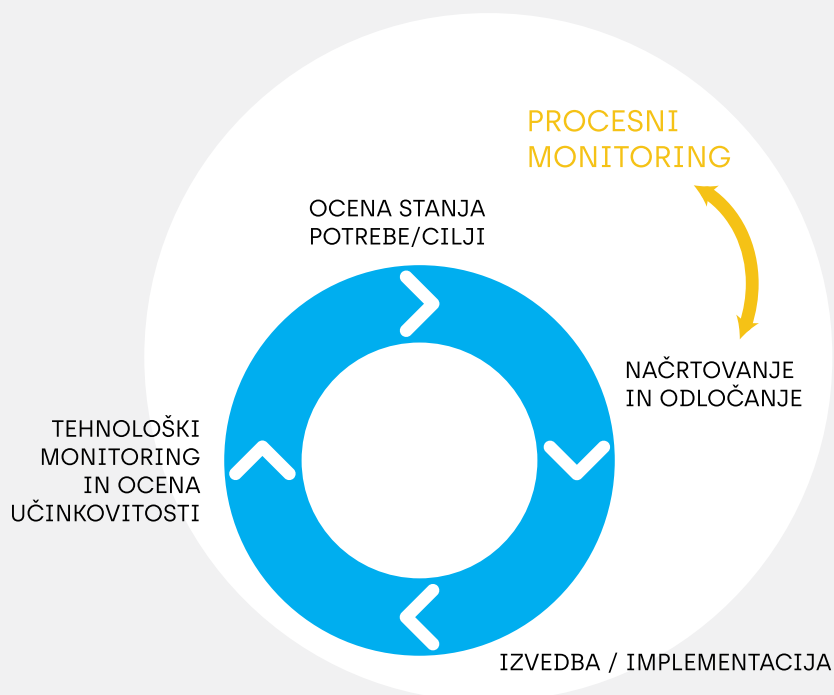 PROCESNI
MONITORING
OCENA STANJA
POTREBE/CILJI
NAČRTOVANJE
IN ODLOČANJE
TEHNOLOŠKI
MONITORING
IN OCENA
UČINKOVITOSTI
IZVEDBA / IMPLEMENTACIJA